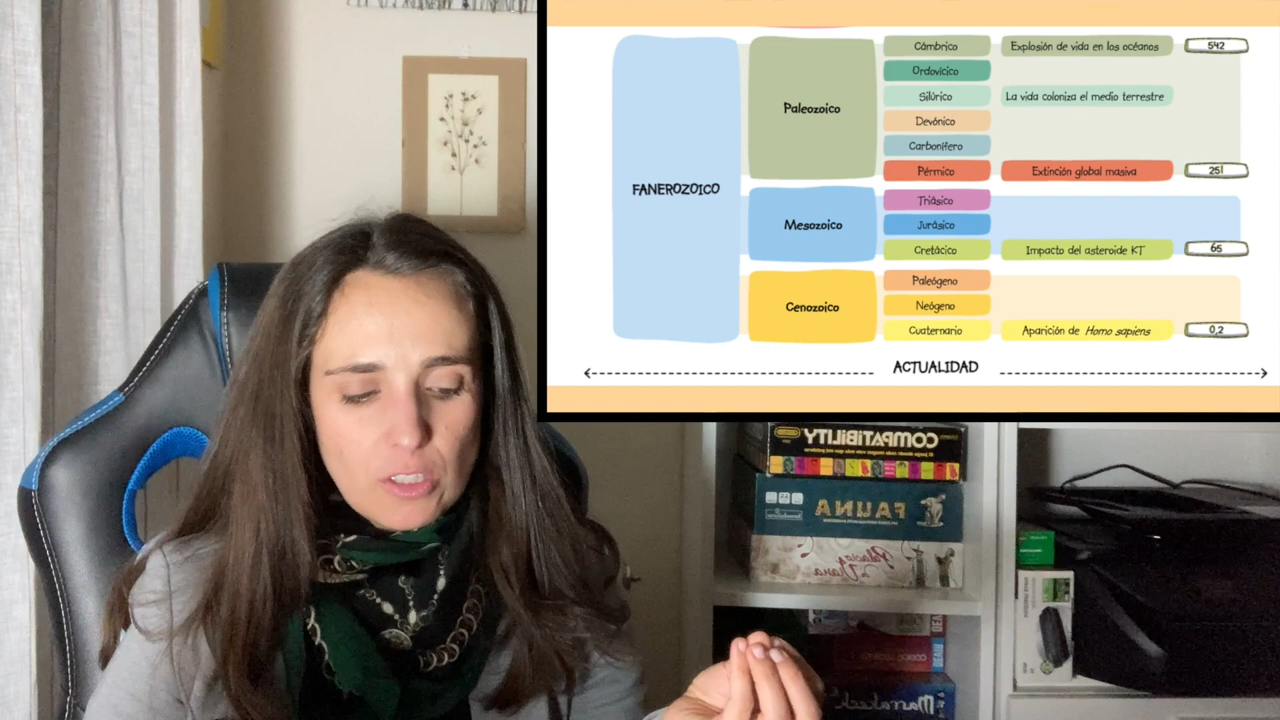 FANEROZOICO
Paleozoico
Cámbrico
Explosión de vida en los océanos
542
Ordovícico
Silúrico
La vida coloniza el medio terrestre
Devónico
Carbonífero
Pérmico
Extinción global masiva
251
Mesozoico
Triásico
Jurásico
Cretácico
Impacto del asteroide KT
65
Cenozoico
Paleógeno
Neógeno
Cuaternario
Aparición de Homo sapiens
0,2
ACTUALIDAD
COMPATIBILITY
FAUNA
Marrakech